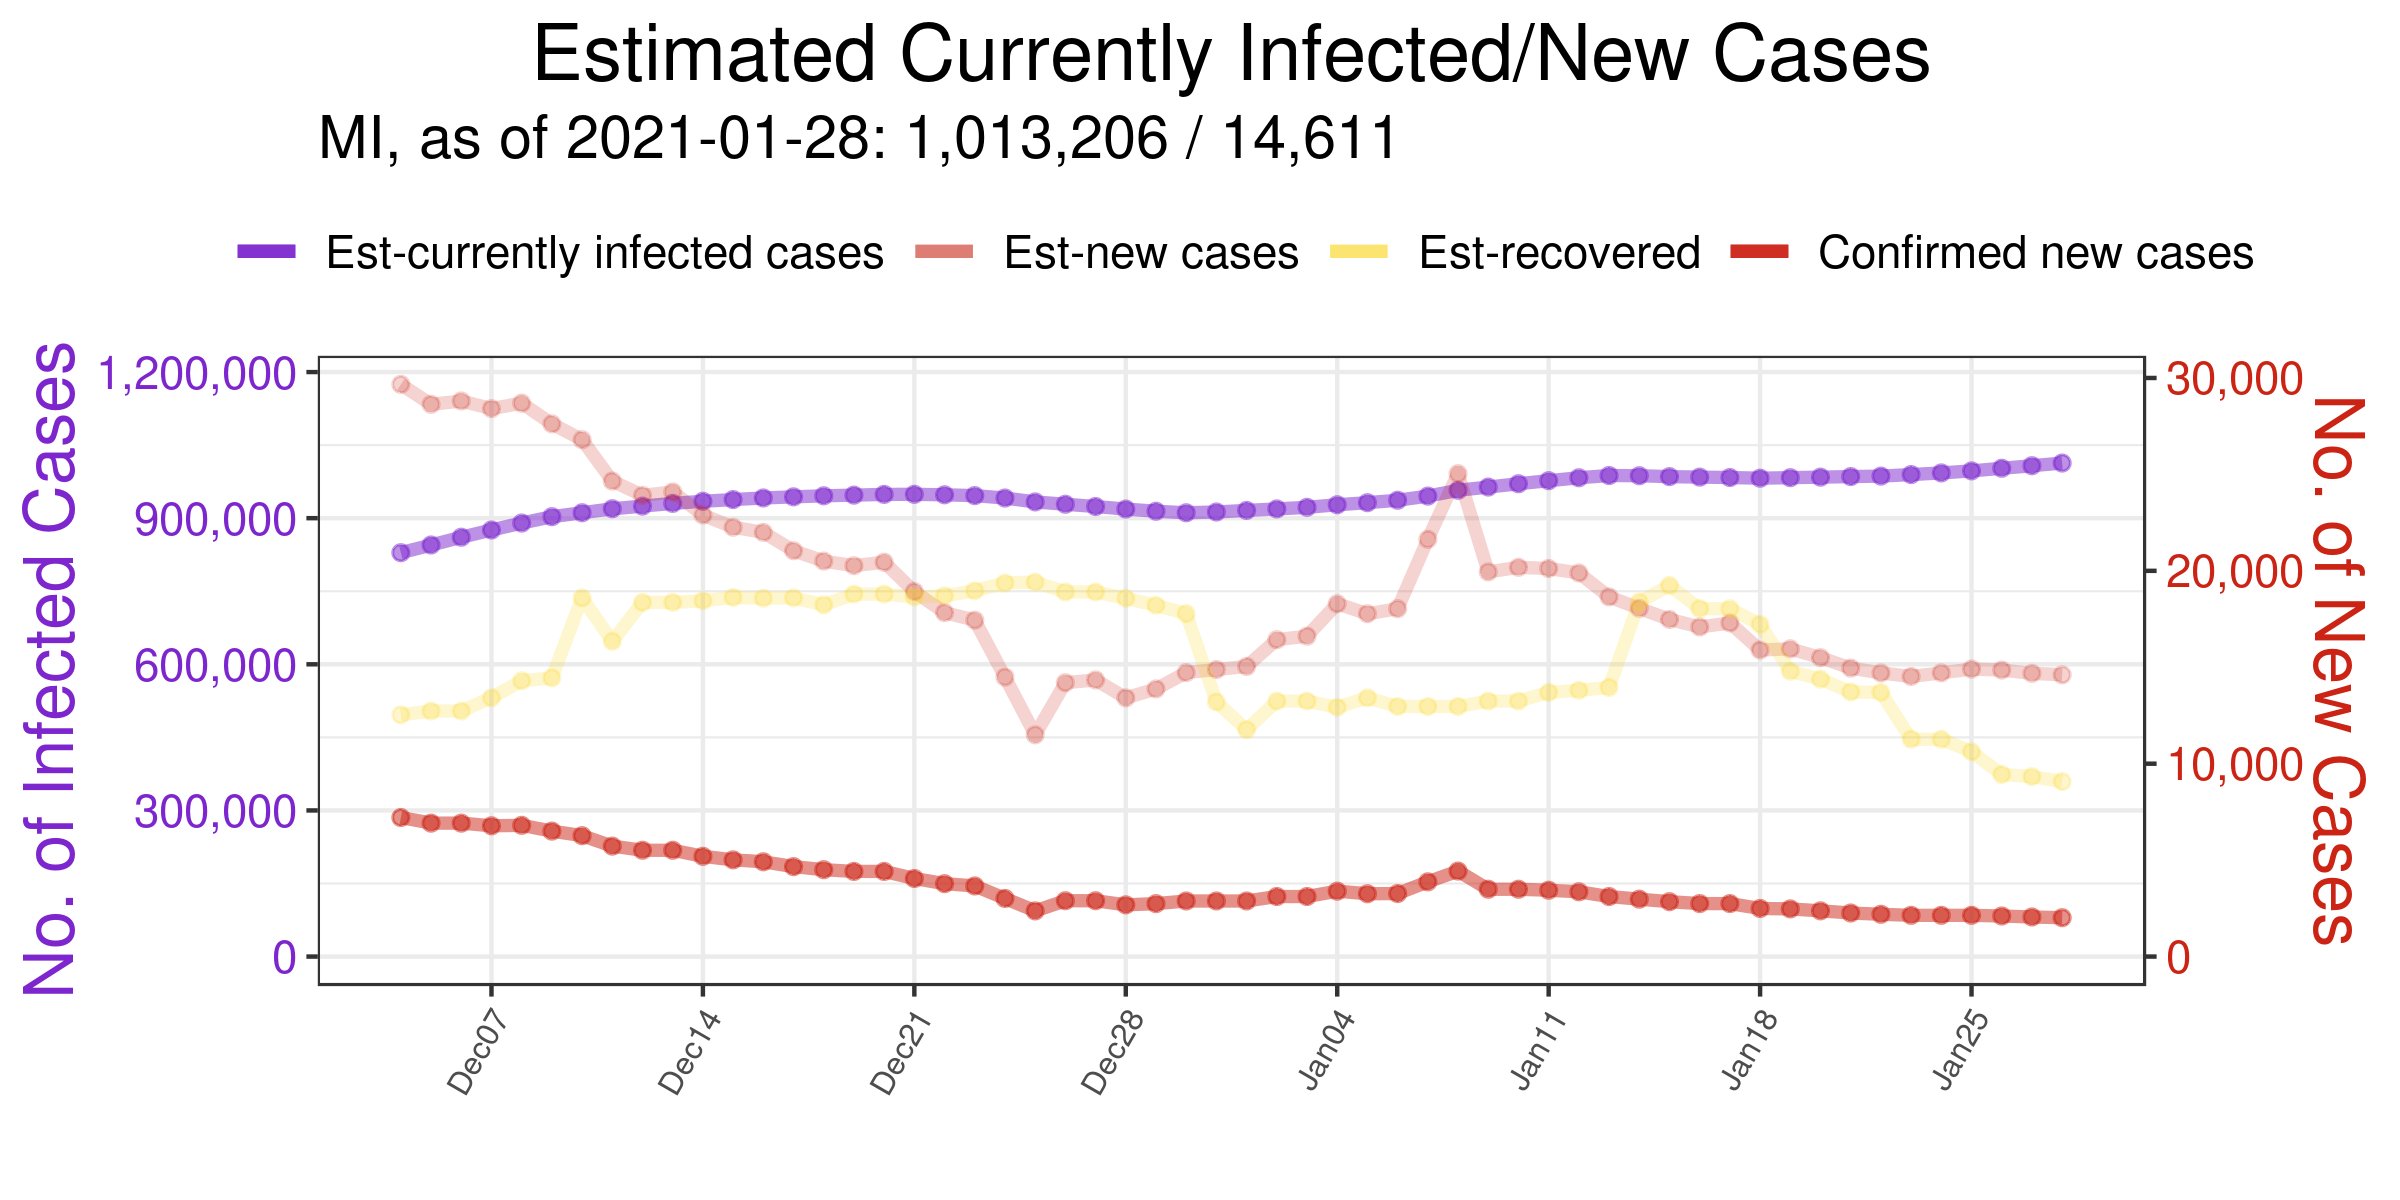 Estimated Currently Infected/New Cases
MI, as of 2021-01-28: 1,013,206 / 14,611
Est-currently infected cases Est-new cases Est-recovered Confirmed new cases
No. of Infected Cases
1,200,000
900,000
600,000
300,000
0
30,000
20,000
10,000
0
No. of New Cases
Dec07 Dec14 Dec21 Dec28 Jan04 Jan11 Jan18 Jan25